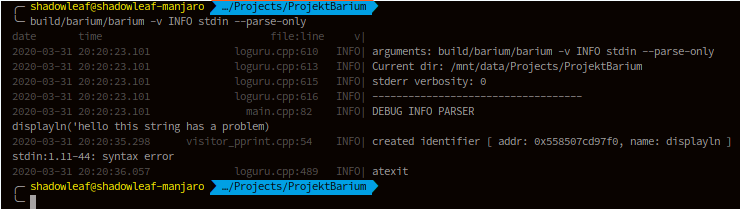 shadowleaf@shadowleaf-manjaro …/Projects/ProjektBarium
build/barium/barium -v INFO stdin --parse-only
date time file:line v|
2020-03-31 20:20:23.101 loguru.cpp:610 INFO| arguments: build/barium/barium -v INFO stdin --parse-only
2020-03-31 20:20:23.101 loguru.cpp:613 INFO| Current dir: /mnt/data/Projects/ProjektBarium
2020-03-31 20:20:23.101 loguru.cpp:615 INFO| stderr verbosity: 0
2020-03-31 20:20:23.101 loguru.cpp:616 INFO| -----------------------------------
2020-03-31 20:20:23.101 main.cpp:82 INFO| DEBUG INFO PARSER
displayln('hello this string has a problem)
2020-03-31 20:20:35.298 visitor_pprint.cpp:54 INFO| created identifier [ addr: 0x558507cd97f0, name: displayln ]
stdin:1.11-44: syntax error
2020-03-31 20:20:36.057 loguru.cpp:489 INFO| atexit
shadowleaf@shadowleaf-manjaro …/Projects/ProjektBarium